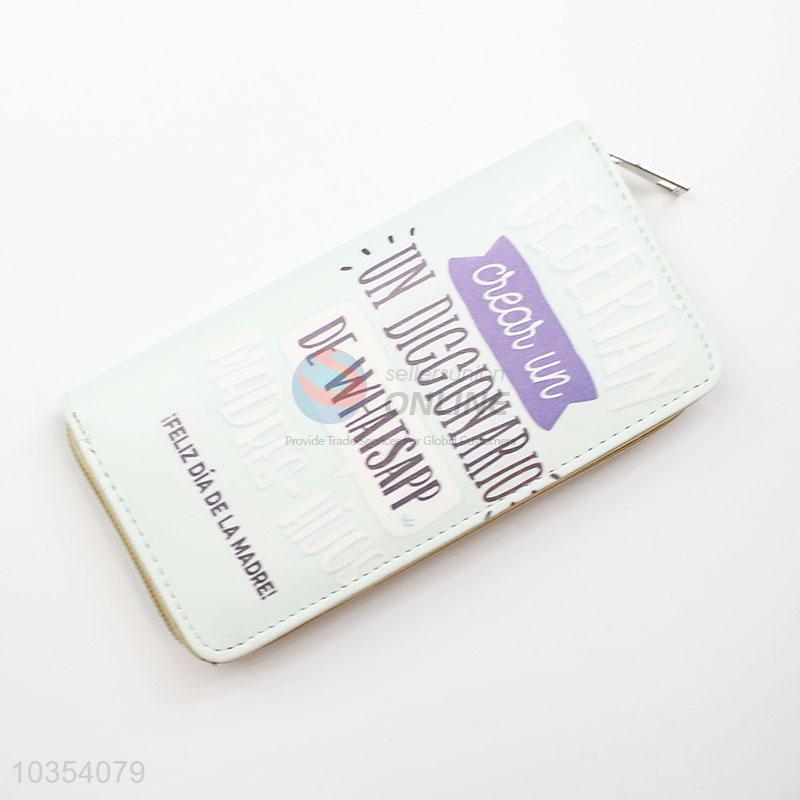 DEBERÍAN
crear un
UN DICCIONARIO
DE WHATSAPP
MADRES-HIJOS
¡FELIZ DÍA DE LA MADRE!
sellersunion
ONLINE
Provide Trade Services For Global Customers
10354079